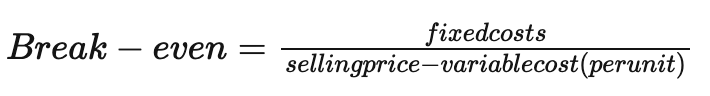 Break – even = fixedcosts / sellingprice–variablecost(perunit)